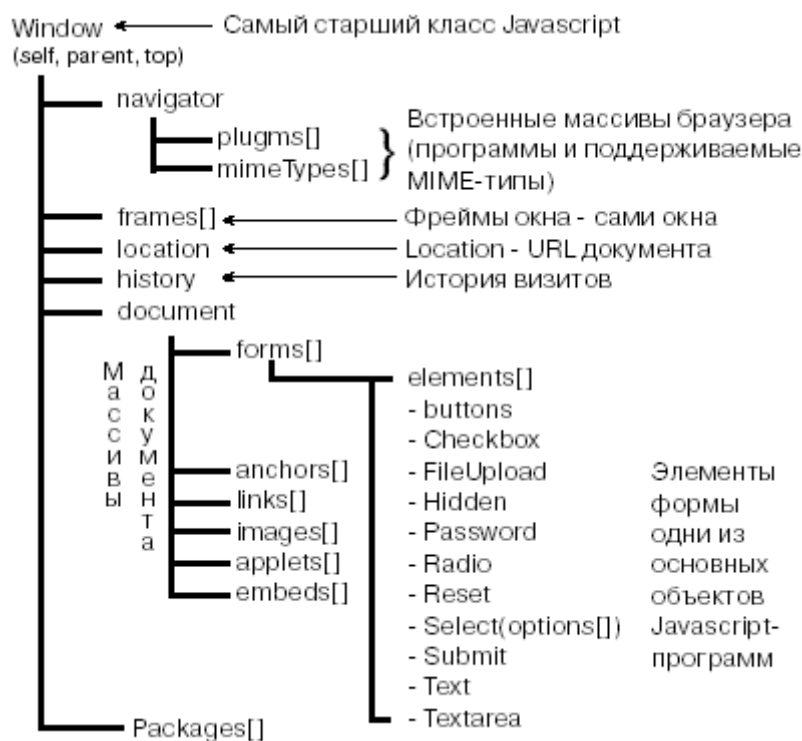 Window
Самый старший класс Javascript
(self, parent, top)
navigator
plugms[]
mimeTypes[]
Встроенные массивы браузера
(программы и поддерживаемые
MIME-типы)
frames[]
Фреймы окна - сами окна
location
Location - URL документа
history
История визитов
document
Массивы
документа
forms[]
anchors[]
links[]
images[]
applets[]
embeds[]
elements[]
- buttons
- Checkbox
- FileUpload
- Hidden
- Password
- Radio
- Reset
- Select(options[])
- Submit
- Text
- Textarea
Элементы
формы
одни из
основных
объектов
Javascript-
программ
Packages[]